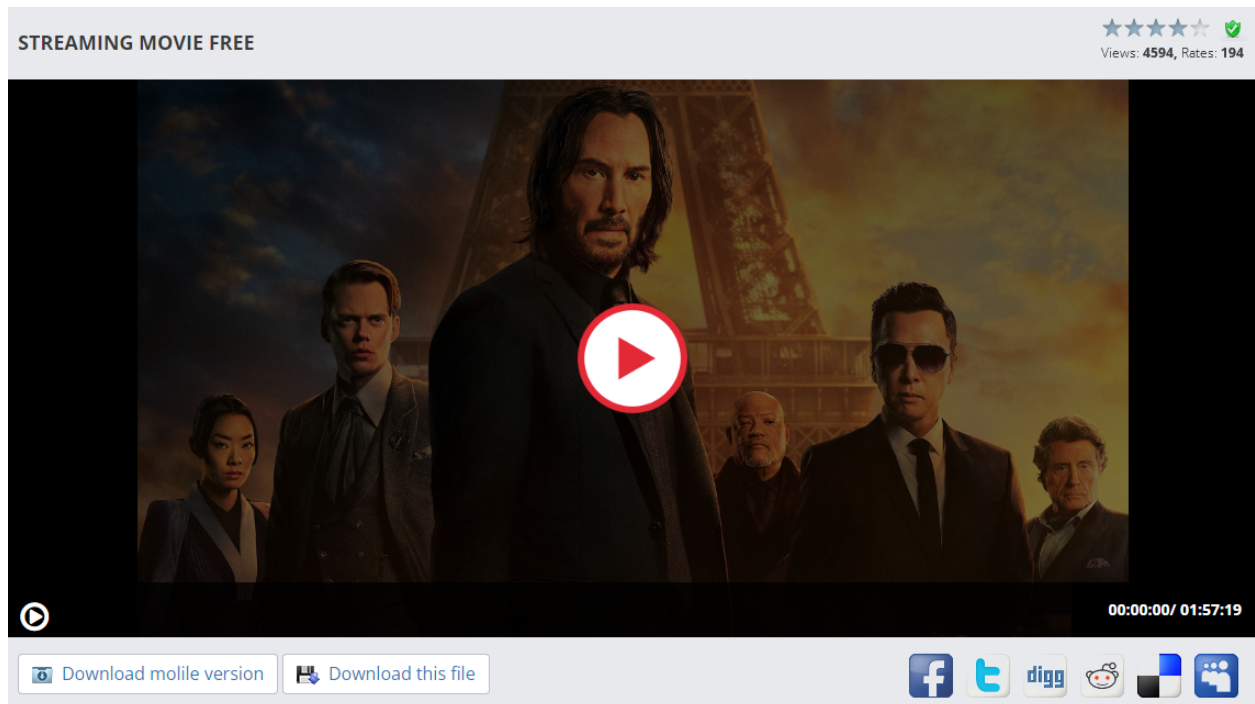 STREAMING MOVIE FREE
Views: 4594, Rates: 194
00:00:00/ 01:57:19
Download molile version
Download this file
digg